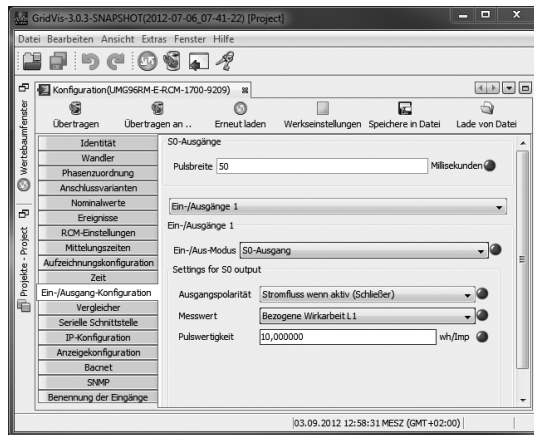 GridVis-3.0.3-SNAPSHOT(2012-07-06_07-41-22) [Project]
Datei Bearbeiten Ansicht Extras Fenster Hilfe
Konfiguration(UMG96RM-E-RCM-1700-9209)
Übertragen Übertragen an .. Erneut laden Werkseinstellungen Speichere in Datei Lade von Datei
Wertebaumfenster
Projekte - Project
Identität
Wandler
Phasenzuordnung
Anschlussvarianten
Nominalwerte
Ereignisse
RCM-Einstellungen
Mittelungszeiten
Aufzeichnungskonfiguration
Zeit
Ein-/Ausgang-Konfiguration
Vergleicher
Serielle Schnittstelle
IP-Konfiguration
Anzeigekonfiguration
Bacnet
SNMP
Benennung der Eingänge
S0-Ausgänge
Pulsbreite 50 Millisekunden
Ein-/Ausgänge 1
Ein-/Ausgänge 1
Ein-/Aus-Modus S0-Ausgang
Settings for S0 output
Ausgangspolarität Stromfluss wenn aktiv (Schließer)
Messwert Bezogene Wirkarbeit L1
Pulswertigkeit 10,000000 wh/Imp
03.09.2012 12:58:31 MESZ (GMT+02:00)